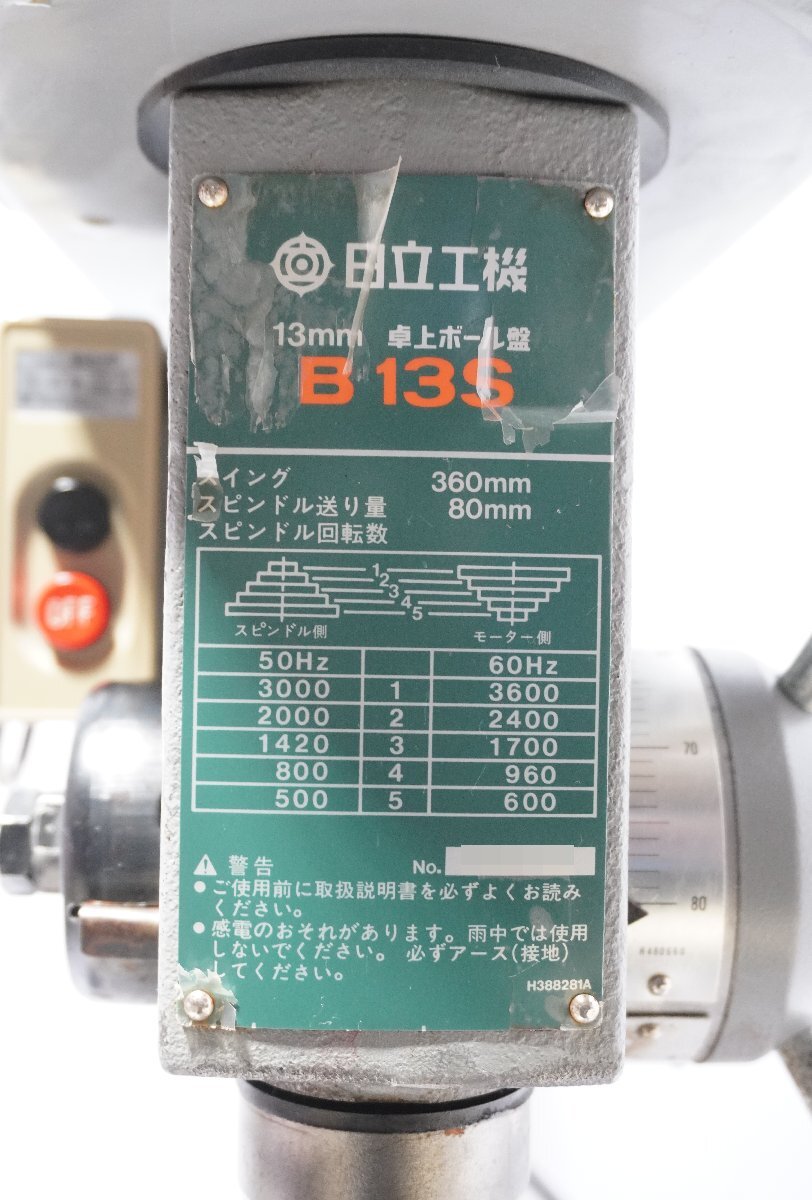 日立工機
13mm 卓上ボール盤
B13S
スイング 360mm
スピンドル送り量 80mm
スピンドル回転数
1
2
3
4
5
スピンドル側 モーター側
50Hz 60Hz
3000 1 3600
2000 2 2400
1420 3 1700
800 4 960
500 5 600
警告 No.
●ご使用前に取扱説明書を必ずよくお読み
ください。
●感電のおそれがあります。雨中では使用
しないでください。必ずアース(接地)
してください。
H388281A
OFF
70
80